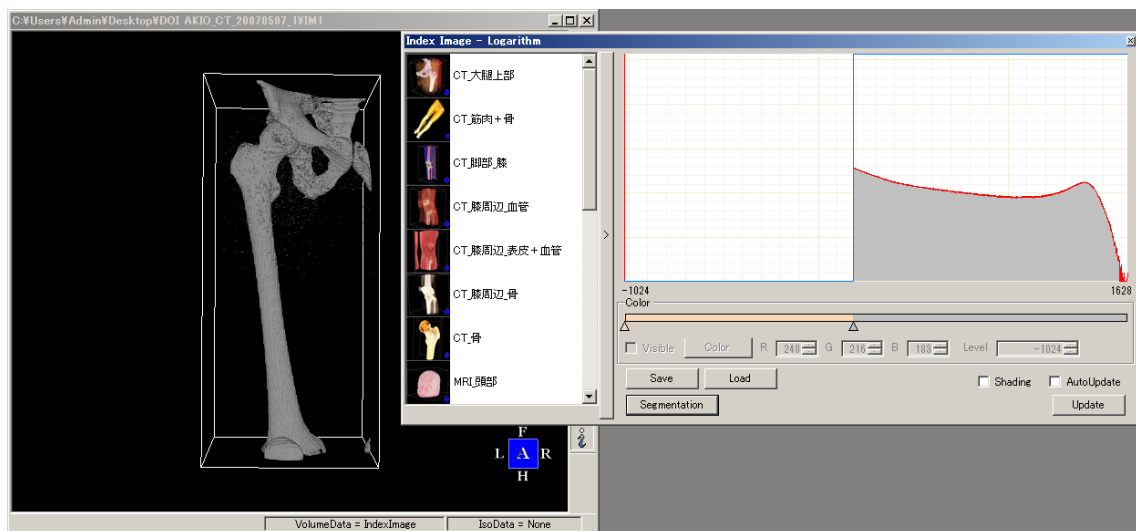 C:¥Users¥Admin¥Desktop¥DOI AKIO_CT_20070507_1¥IM1
Index Image - Logarithm
CT_大腿上部
CT_筋肉+骨
CT_脚部_膝
CT_膝周辺_血管
CT_膝周辺_表皮+血管
CT_膝周辺_骨
CT_骨
MRI_頭部
>
-1024
1628
Color
Visible
Color
R
248
G
216
B
188
Level
-1024
Save
Load
Shading
AutoUpdate
Segmentation
Update
F
L A R
H
i
VolumeData = IndexImage
IsoData = None